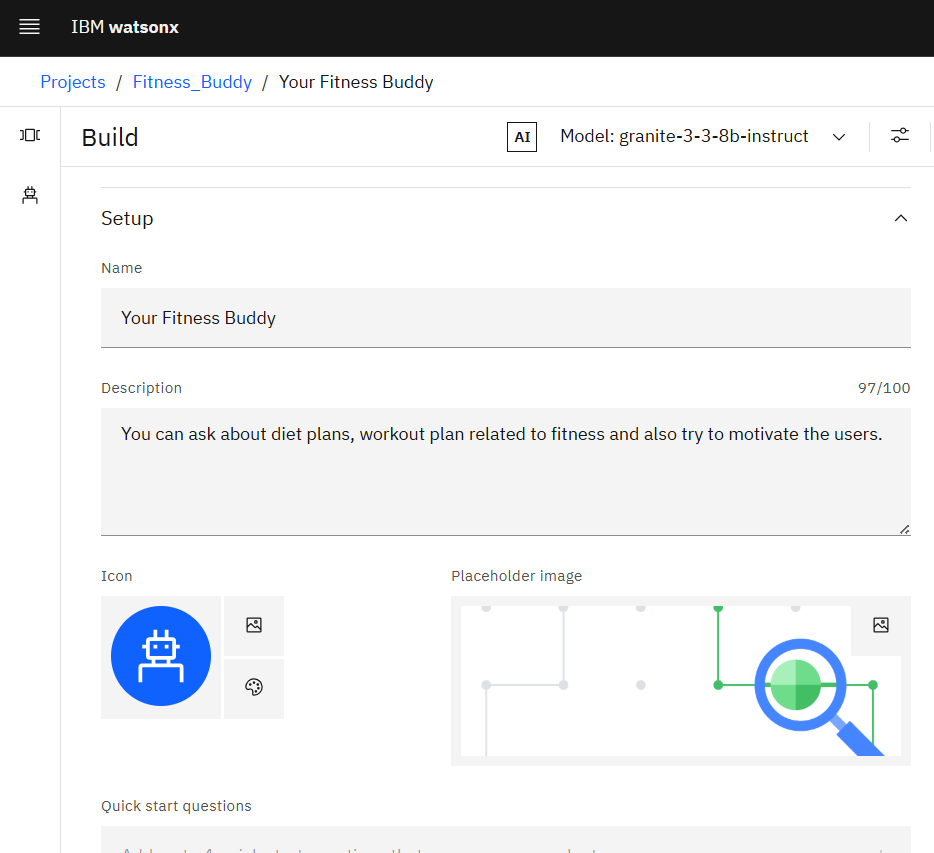 IBM watsonx
Projects / Fitness_Buddy / Your Fitness Buddy
Build
AI
Model: granite-3-3-8b-instruct
Setup
Name
Your Fitness Buddy
Description
97/100
You can ask about diet plans, workout plan related to fitness and also try to motivate the users.
Icon
Placeholder image
Quick start questions